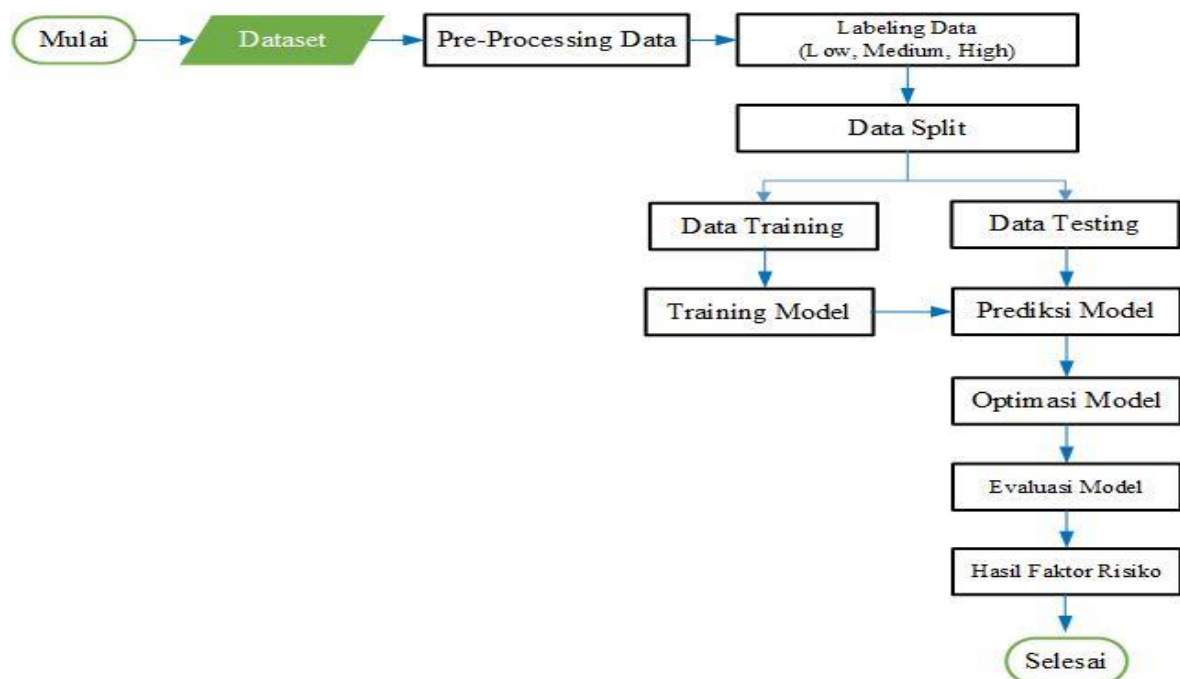 Mulai
Dataset
Pre-Processing Data
Labeling Data
(Low, Medium, High)
Data Split
Data Training
Data Testing
Training Model
Prediksi Model
Optimasi Model
Evaluasi Model
Hasil Faktor Risiko
Selesai